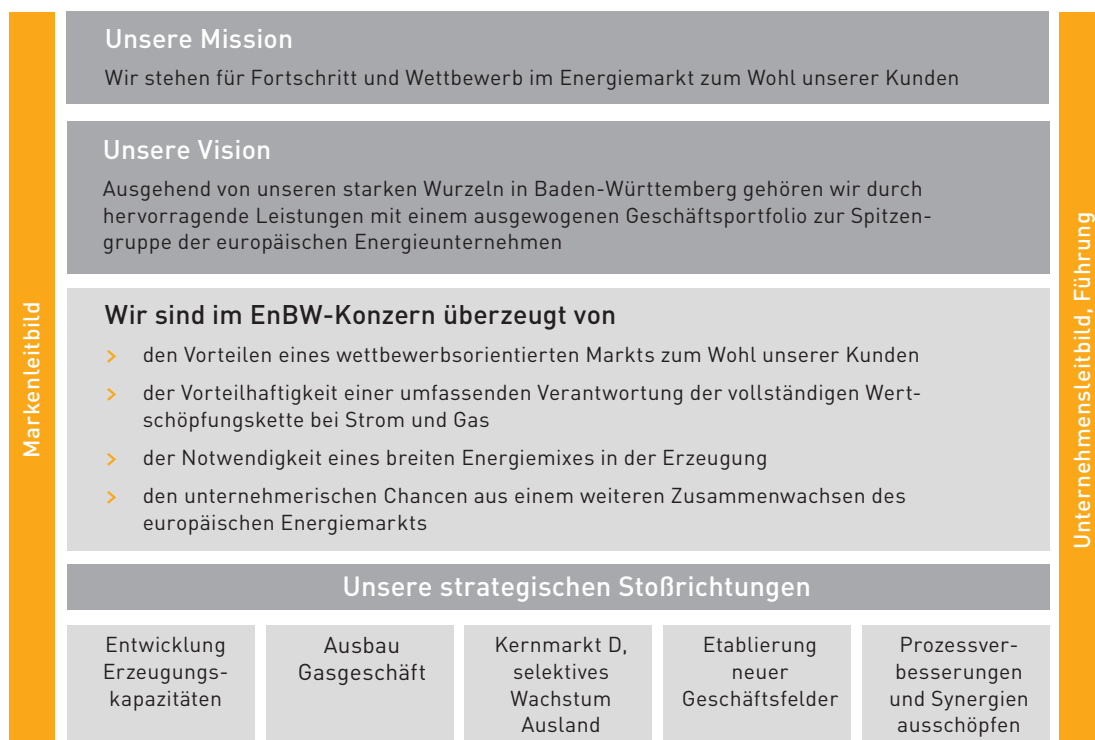 Markenleitbild
Unsere Mission
Wir stehen für Fortschritt und Wettbewerb im Energiemarkt zum Wohl unserer Kunden
Unsere Vision
Ausgehend von unseren starken Wurzeln in Baden-Württemberg gehören wir durch
hervorragende Leistungen mit einem ausgewogenen Geschäftsportfolio zur Spitzen-
gruppe der europäischen Energieunternehmen
Wir sind im EnBW-Konzern überzeugt von
> den Vorteilen eines wettbewerbsorientierten Markts zum Wohl unserer Kunden
> der Vorteilhaftigkeit einer umfassenden Verantwortung der vollständigen Wert-
schöpfungskette bei Strom und Gas
> der Notwendigkeit eines breiten Energiemixes in der Erzeugung
> den unternehmerischen Chancen aus einem weiteren Zusammenwachsen des
europäischen Energiemarkts
Unsere strategischen Stoßrichtungen
Entwicklung
Erzeugungs-
kapazitäten
Ausbau
Gasgeschäft
Kernmarkt D,
selektives
Wachstum
Ausland
Etablierung
neuer
Geschäftsfelder
Prozessver-
besserungen
und Synergien
ausschöpfen
Unternehmensleitbild, Führung